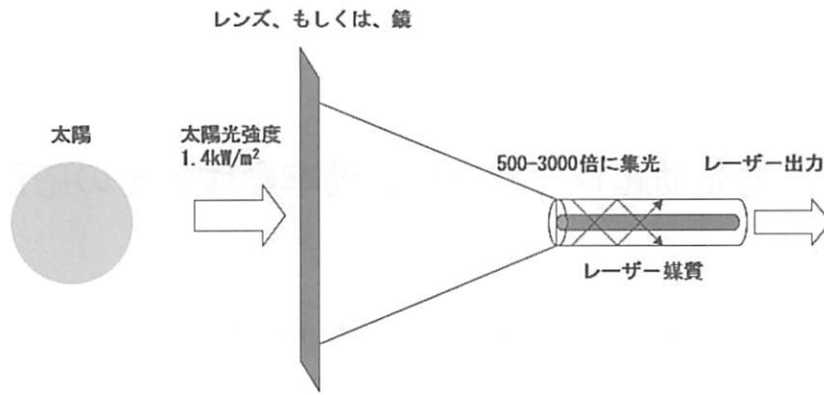 レンズ、もしくは、鏡
太陽
太陽光強度
1.4kW/m²
500-3000倍に集光
レーザー出力
レーザー媒質